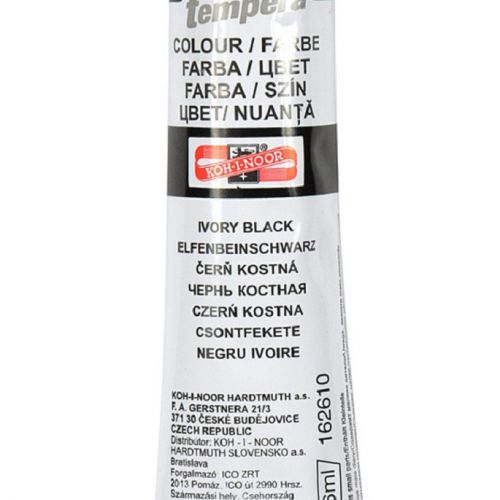 tempera
COLOUR / FARBE
FARBA / ЦВЕТ
FARBA / SZÍN
ЦВЕТ/ NUANȚĂ
KOH-I-NOOR
®
IVORY BLACK
ELFENBEINSCHWARZ
ČERŇ KOSTNÁ
ЧЕРНЬ КОСТНАЯ
CZERŃ KOSTNA
CSONTFEKETE
NEGRU IVOIRE
KOH-I-NOOR HARDTMUTH a.s.
F. A. GERSTNERA 21/3
371 30 ČESKÉ BUDĚJOVICE
CZECH REPUBLIC
Distributor: KOH - I - NOOR
HARDTMUTH SLOVENSKO a.s.
Bratislava
Forgalmazó ICO ZRT
2013 Pomáz ICO út 2990 Hrsz.
Származási hely. Csehország
162610
6ml